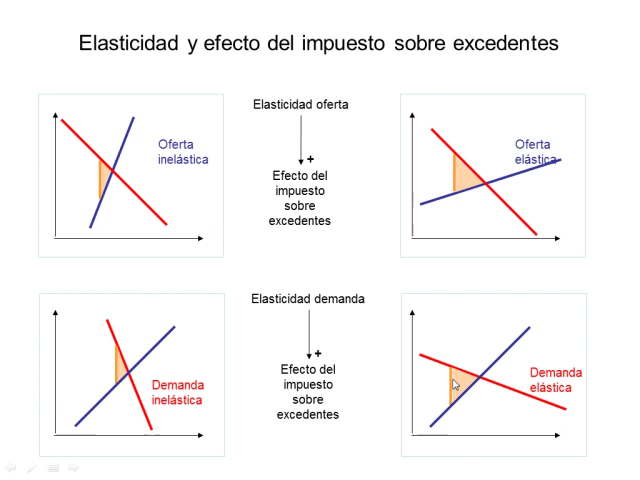 Elasticidad y efecto del impuesto sobre excedentes
Oferta
inelástica
Elasticidad oferta
+
Efecto del
impuesto
sobre
excedentes
Oferta
elástica
Demanda
inelástica
Elasticidad demanda
+
Efecto del
impuesto
sobre
excedentes
Demanda
elástica